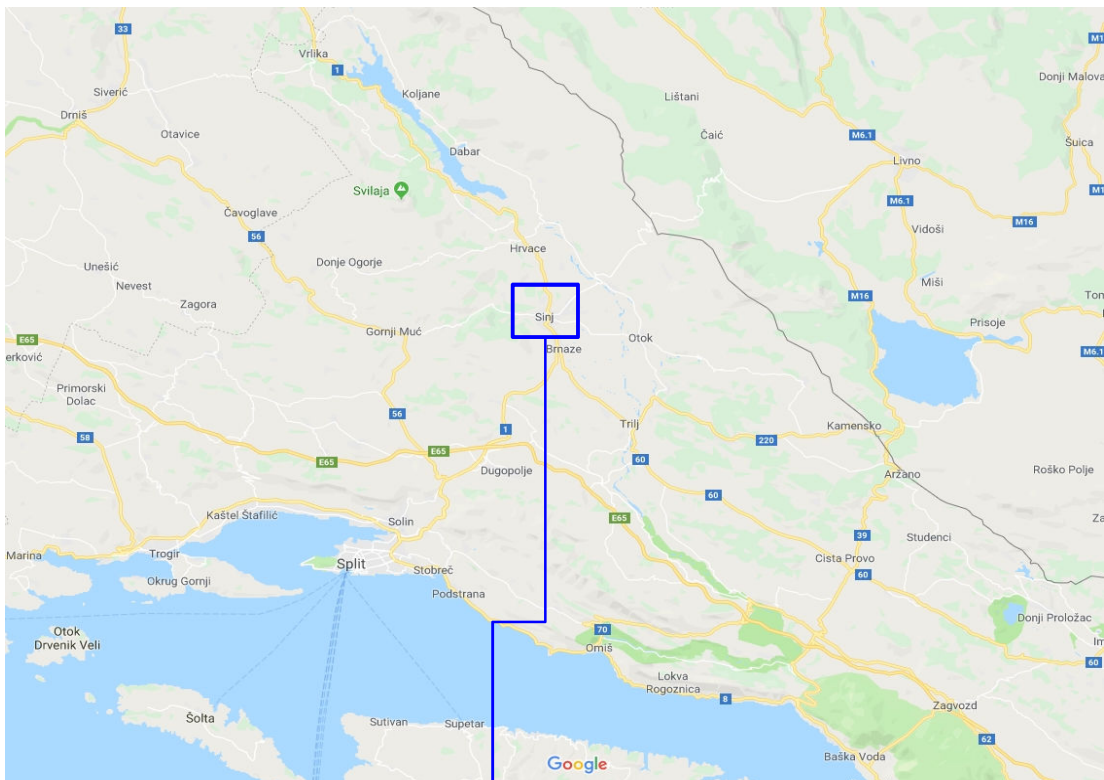 33
Vrlika
1
Siverić
Koljane
Drniš
Otavice
Dabar
Svilaja
Čavoglave
56
Hrvace
Donje Ogorje
Unešić
Nevest
Zagora
Sinj
Gornji Muć
Brnaze
Otok
E65
Primorski
Dolac
56
58
1
Trilj
E65
E65
Dugopolje
60
220
Kamensko
Aržano
60
E65
Kaštel Štafilić
Solin
Marina
Trogir
Split
Stobreč
Okrug Gornji
Podstrana
39
Studenci
Cista Provo
60
Donji Proložac
60
Otok
Drvenik Veli
70
Omiš
Lokva
Rogoznica
8
Šolta
Sutivan
Supetar
Zagvozd
62
Baška Voda
Google
Lištani
Čaić
M6.1
Livno
M6.1
Donji Malova
Šuica
M16
Vidoši
Miši
M16
Prisoje
M6.1
Roško Polje
erković